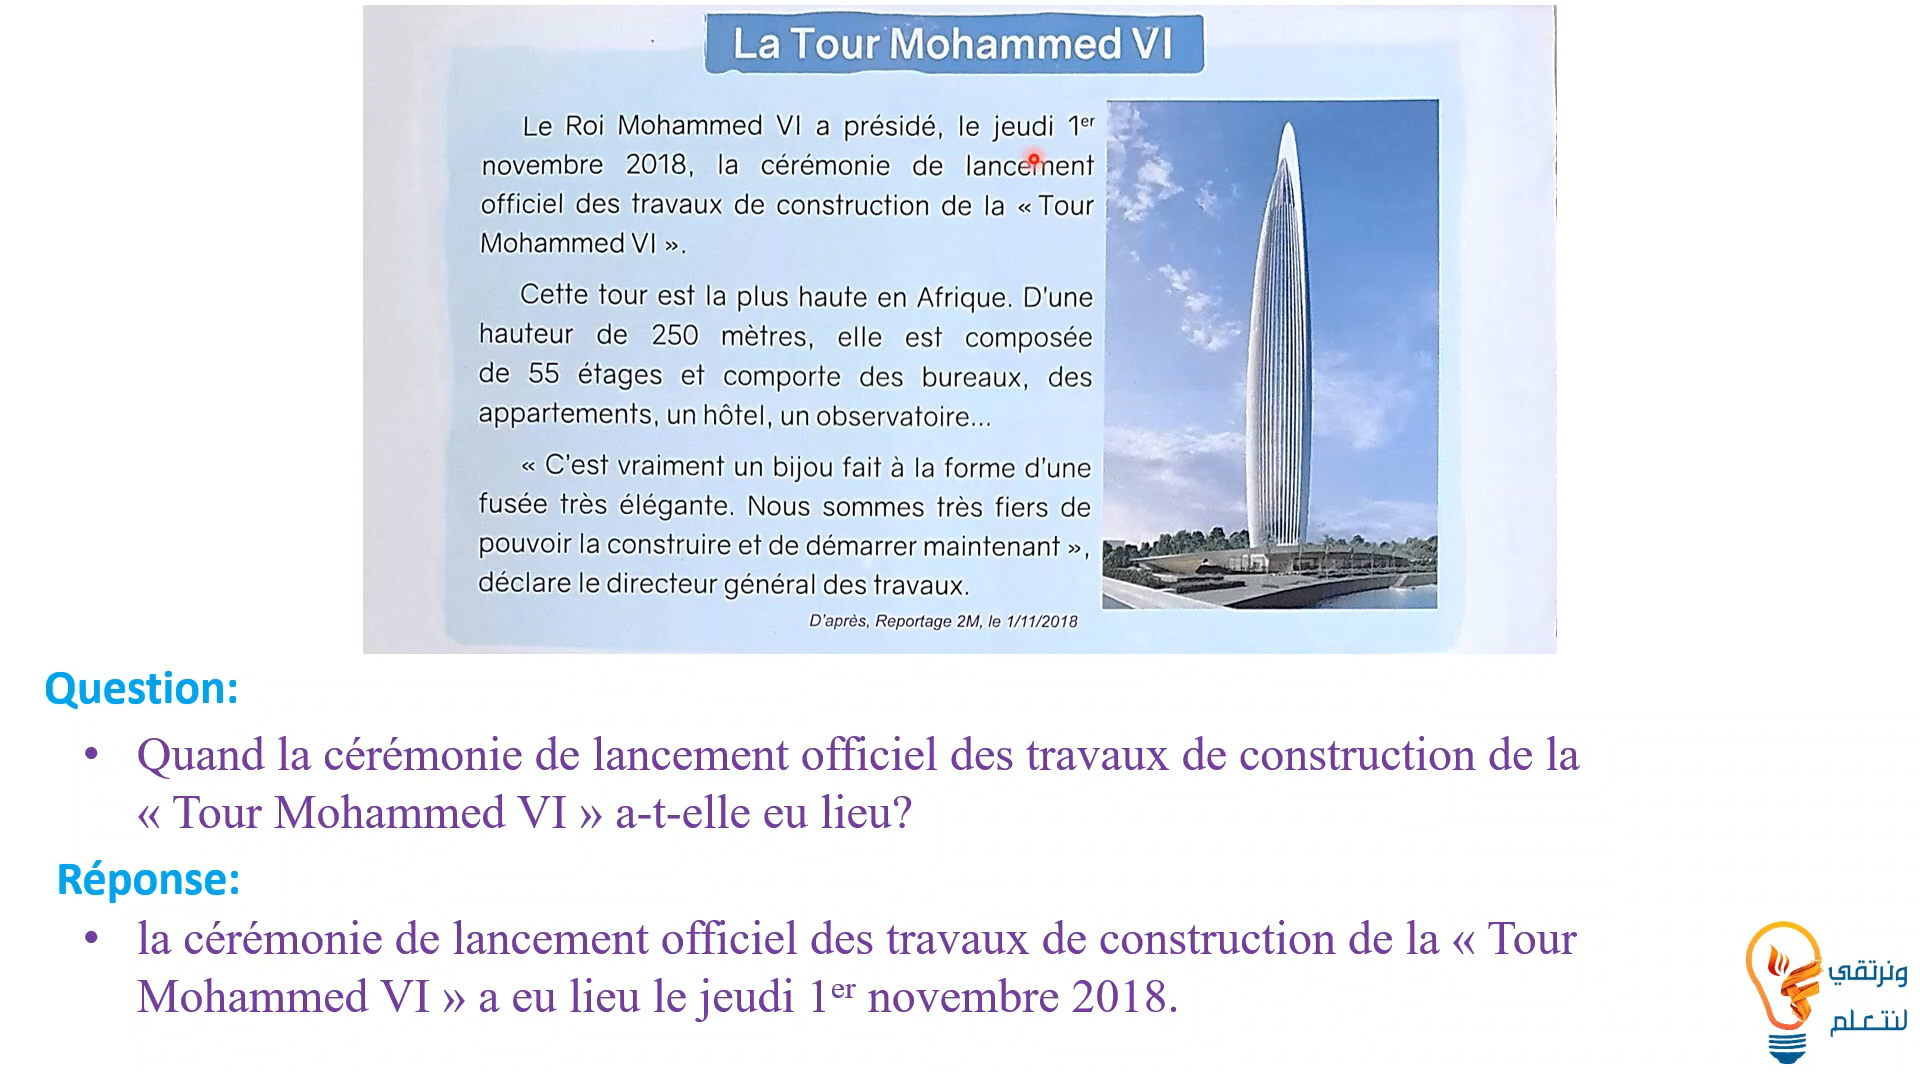 La Tour Mohammed VI
Le Roi Mohammed VI a présidé, le jeudi 1er
novembre 2018, la cérémonie de lancement
officiel des travaux de construction de la « Tour
Mohammed VI ».
Cette tour est la plus haute en Afrique. D'une
hauteur de 250 mètres, elle est composée
de 55 étages et comporte des bureaux, des
appartements, un hôtel, un observatoire...
« C'est vraiment un bijou fait à la forme d'une
fusée très élégante. Nous sommes très fiers de
pouvoir la construire et de démarrer maintenant »,
déclare le directeur général des travaux.
D'après, Reportage 2M, le 1/11/2018
Question:
• Quand la cérémonie de lancement officiel des travaux de construction de la
« Tour Mohammed VI » a-t-elle eu lieu?
Réponse:
• la cérémonie de lancement officiel des travaux de construction de la « Tour
Mohammed VI » a eu lieu le jeudi 1er novembre 2018.
ونرتقي
لنتعلم